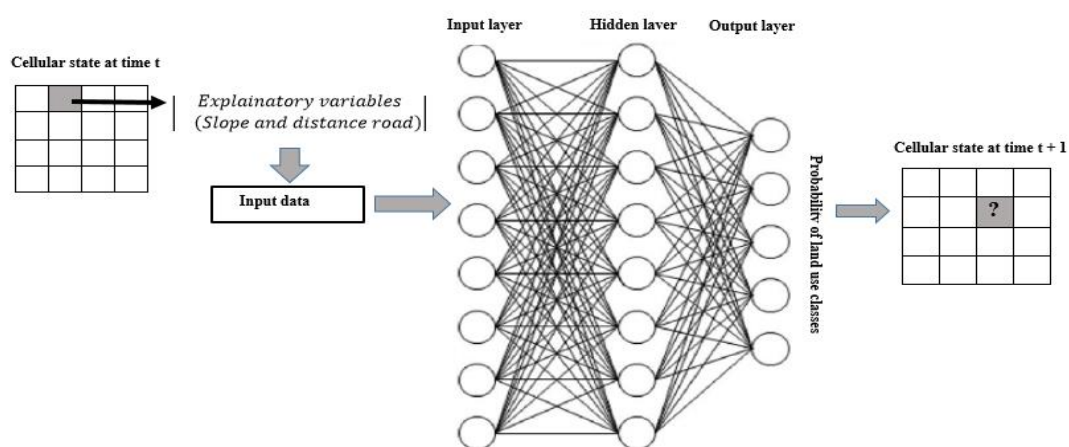 Input layer
Hidden layer
Output layer
Cellular state at time t
Explainatory variables
(Slope and distance road)
Input data
Probability of land use classes
Cellular state at time t + 1
?